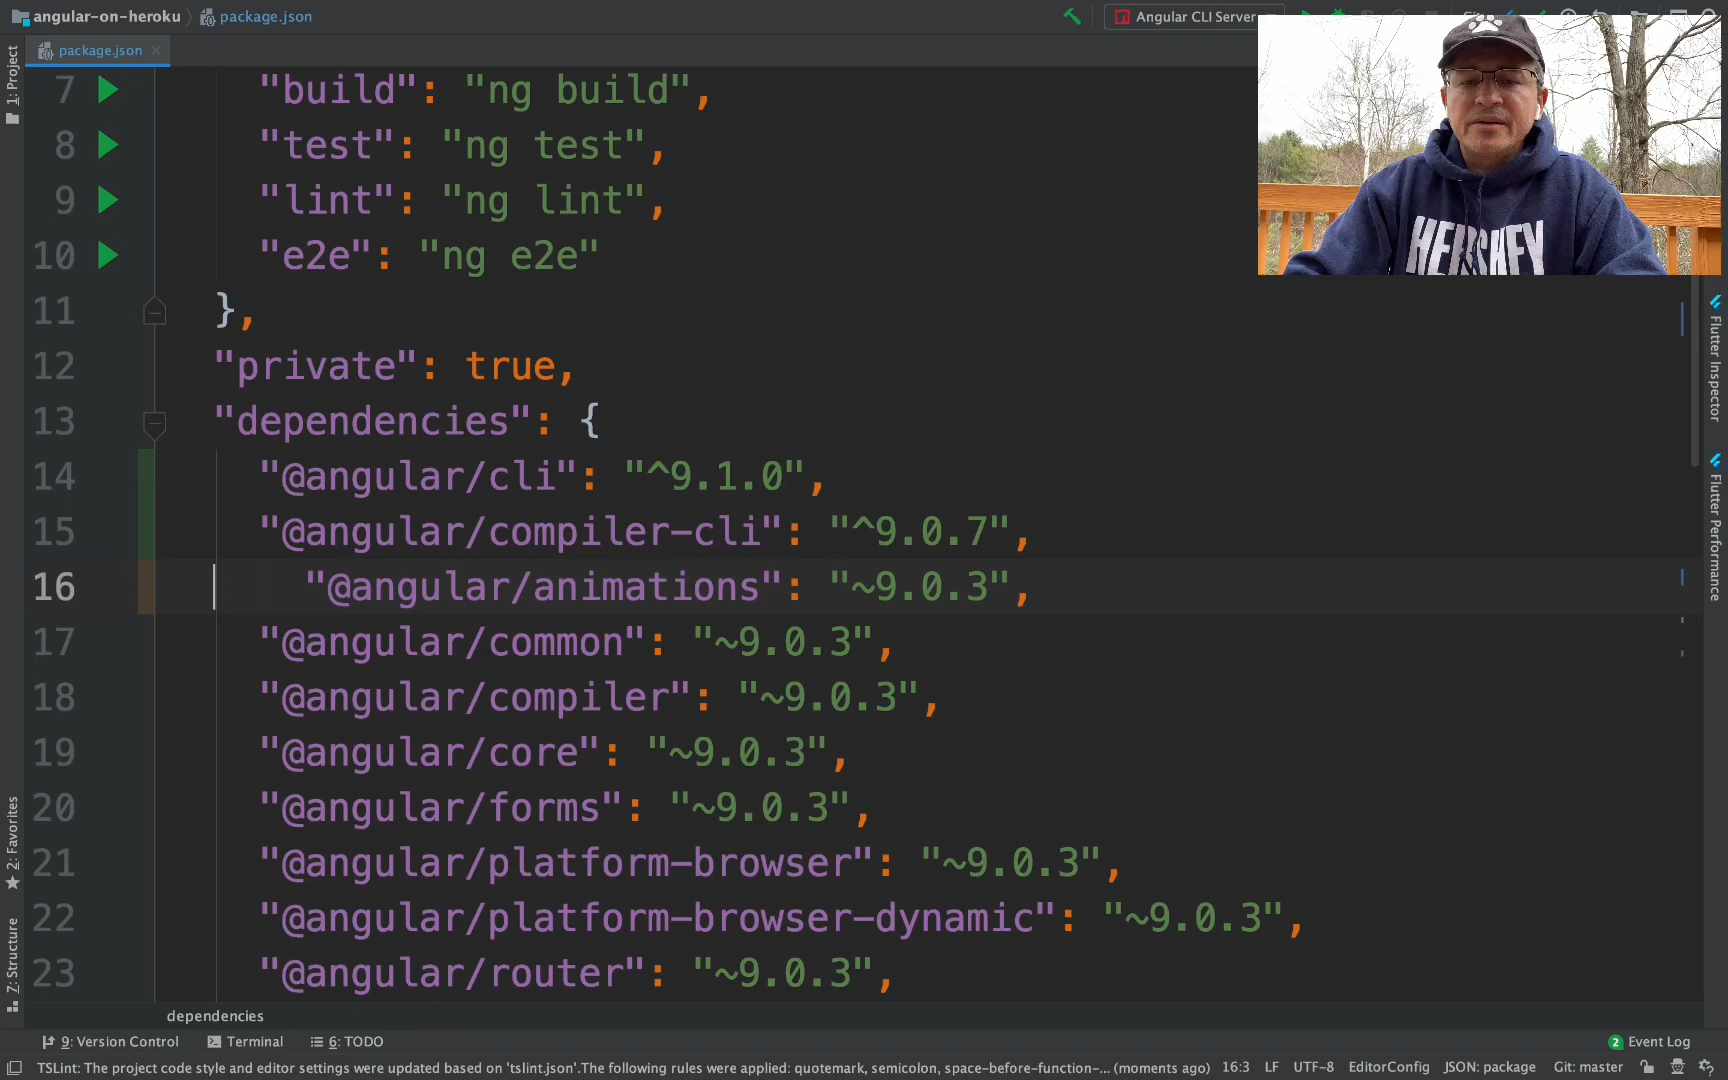 angular-on-heroku
package.json
Angular CLI Server
package.json
1: Project
7 "build": "ng build",
8 "test": "ng test",
9 "lint": "ng lint",
10 "e2e": "ng e2e"
11 },
12 "private": true,
13 "dependencies": {
14 "@angular/cli": "^9.1.0",
15 "@angular/compiler-cli": "^9.0.7",
16 "@angular/animations": "~9.0.3",
17 "@angular/common": "~9.0.3",
18 "@angular/compiler": "~9.0.3",
19 "@angular/core": "~9.0.3",
20 "@angular/forms": "~9.0.3",
21 "@angular/platform-browser": "~9.0.3",
22 "@angular/platform-browser-dynamic": "~9.0.3",
23 "@angular/router": "~9.0.3",
HERSHEY
Flutter Inspector
Flutter Performance
2: Favorites
7: Structure
dependencies
9: Version Control
Terminal
6: TODO
2 Event Log
TSLint: The project code style and editor settings were updated based on 'tslint.json'.The following rules were applied: quotemark, semicolon, space-before-function-... (moments ago)
16:3
LF
UTF-8
EditorConfig
JSON: package
Git: master